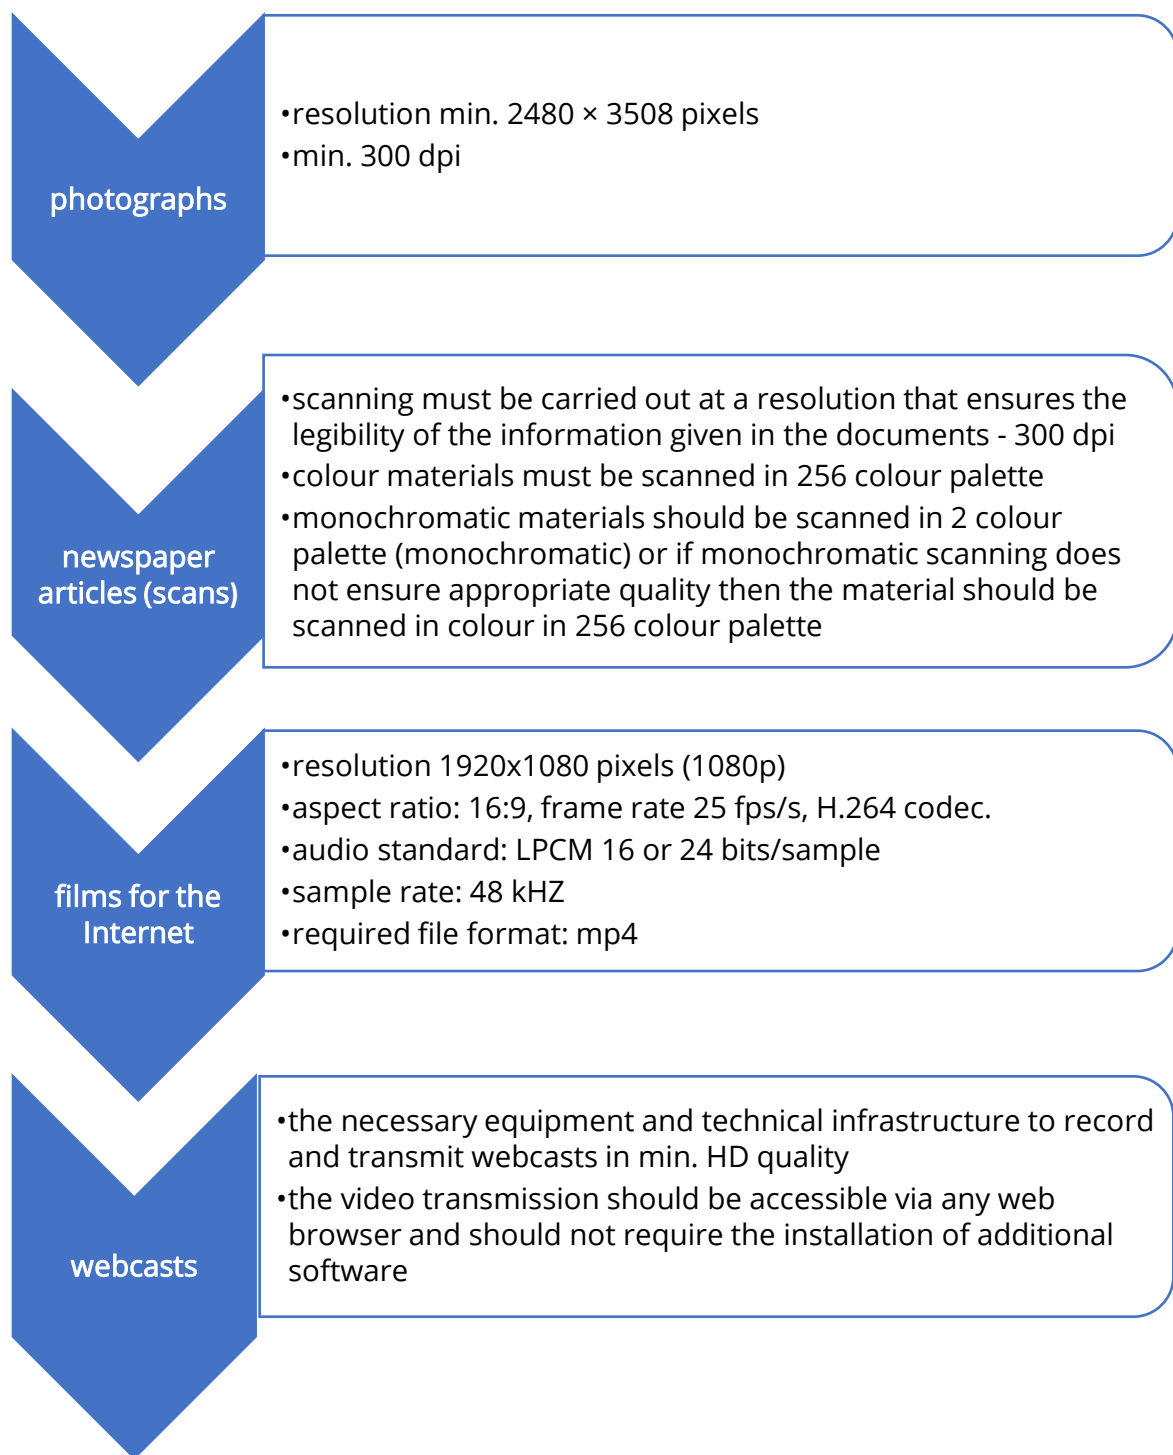 photographs
•resolution min. 2480 × 3508 pixels
•min. 300 dpi
newspaper
articles (scans)
•scanning must be carried out at a resolution that ensures the
legibility of the information given in the documents - 300 dpi
•colour materials must be scanned in 256 colour palette
•monochromatic materials should be scanned in 2 colour
palette (monochromatic) or if monochromatic scanning does
not ensure appropriate quality then the material should be
scanned in colour in 256 colour palette
films for the
Internet
•resolution 1920x1080 pixels (1080p)
•aspect ratio: 16:9, frame rate 25 fps/s, H.264 codec.
•audio standard: LPCM 16 or 24 bits/sample
•sample rate: 48 kHZ
•required file format: mp4
webcasts
•the necessary equipment and technical infrastructure to record
and transmit webcasts in min. HD quality
•the video transmission should be accessible via any web
browser and should not require the installation of additional
software